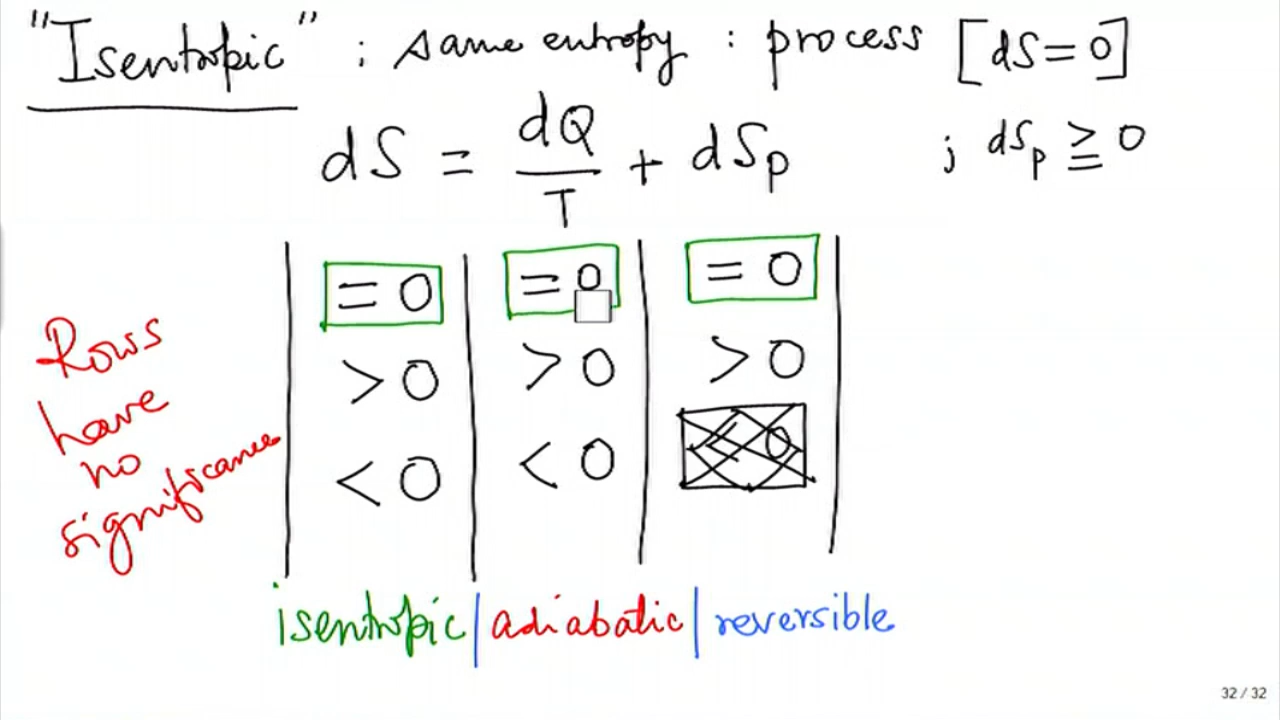 "Isentropic" : same entropy : process [dS = 0]
dS = dQ/T + dSp ; dSp ≥ 0
= 0 = 0 = 0
> 0 > 0 > 0
< 0 < 0 < 0
Rows
have
no
significance
isentropic | adiabatic | reversible
32 / 32